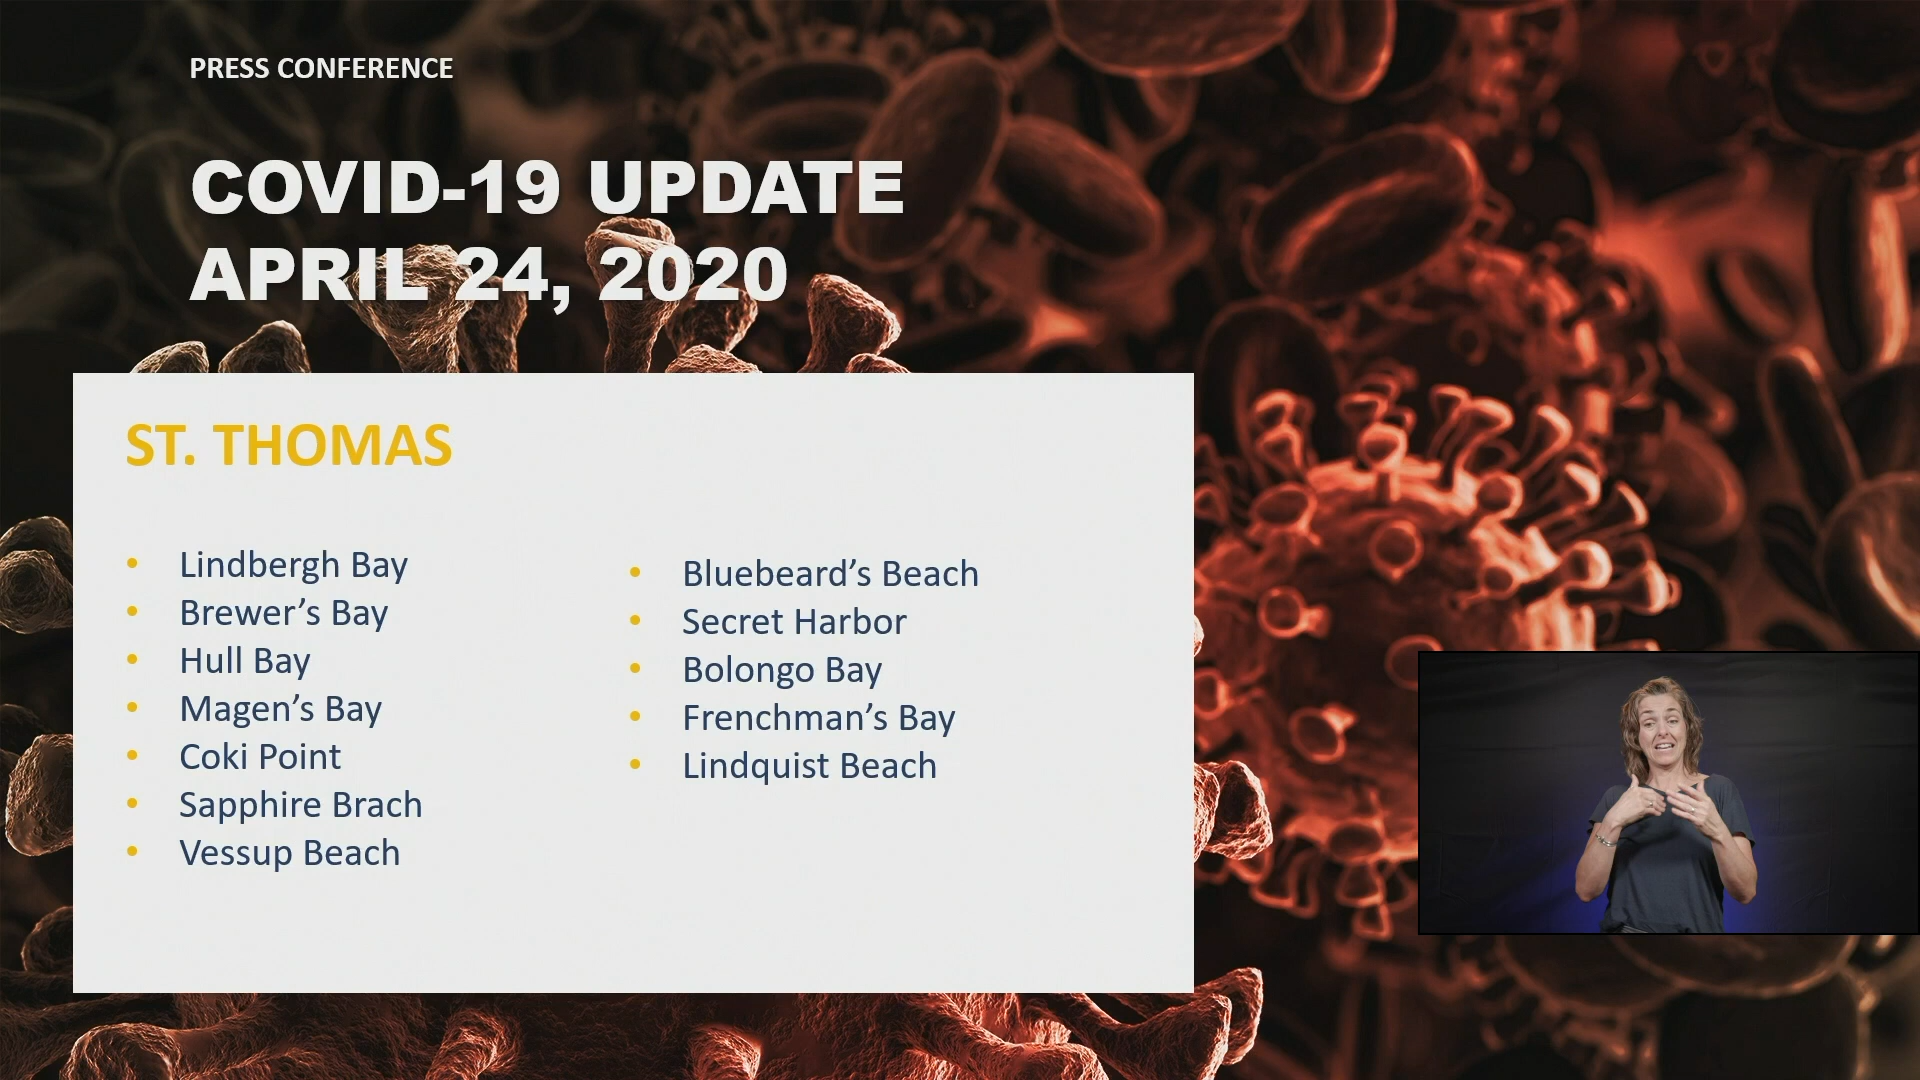 PRESS CONFERENCE
COVID-19 UPDATE
APRIL 24, 2020
ST. THOMAS
• Lindbergh Bay
• Brewer’s Bay
• Hull Bay
• Magen’s Bay
• Coki Point
• Sapphire Brach
• Vessup Beach
• Bluebeard’s Beach
• Secret Harbor
• Bolongo Bay
• Frenchman’s Bay
• Lindquist Beach